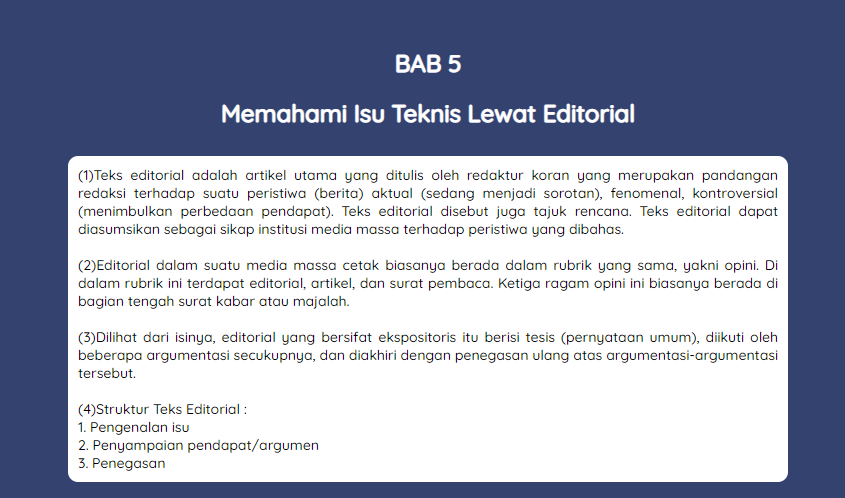 BAB 5
Memahami Isu Teknis Lewat Editorial
(1)Teks editorial adalah artikel utama yang ditulis oleh redaktur koran yang merupakan pandangan
redaksi terhadap suatu peristiwa (berita) aktual (sedang menjadi sorotan), fenomenal, kontroversial
(menimbulkan perbedaan pendapat). Teks editorial disebut juga tajuk rencana. Teks editorial dapat
diasumsikan sebagai sikap institusi media massa terhadap peristiwa yang dibahas.
(2)Editorial dalam suatu media massa cetak biasanya berada dalam rubrik yang sama, yakni opini. Di
dalam rubrik ini terdapat editorial, artikel, dan surat pembaca. Ketiga ragam opini ini biasanya berada di
bagian tengah surat kabar atau majalah.
(3)Dilihat dari isinya, editorial yang bersifat ekspositoris itu berisi tesis (pernyataan umum), diikuti oleh
beberapa argumentasi secukupnya, dan diakhiri dengan penegasan ulang atas argumentasi-argumentasi
tersebut.
(4)Struktur Teks Editorial :
1. Pengenalan isu
2. Penyampaian pendapat/argumen
3. Penegasan